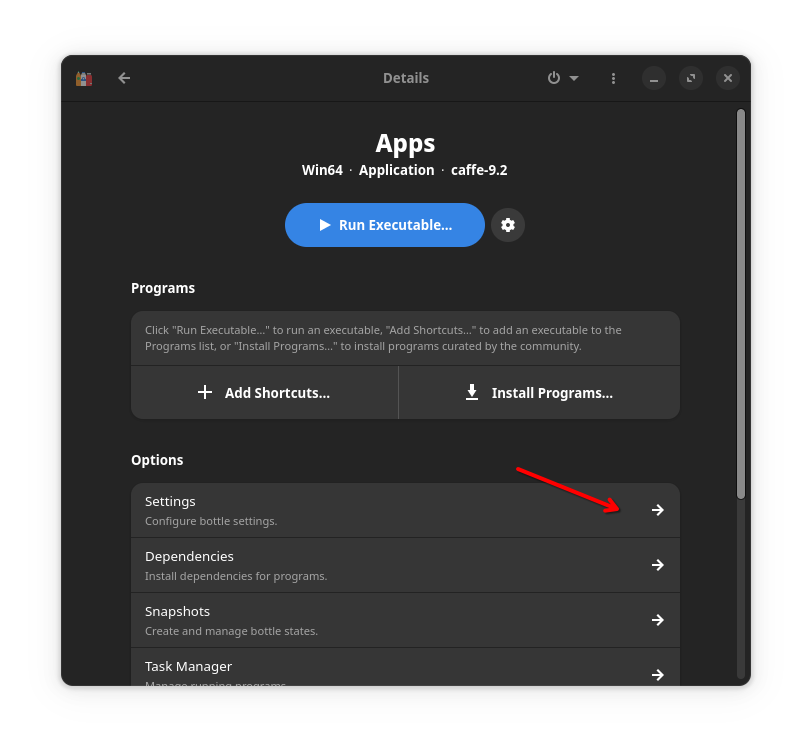 Details
Apps
Win64 · Application · caffe-9.2
Run Executable...
Programs
Click "Run Executable..." to run an executable, "Add Shortcuts..." to add an executable to the
Programs list, or "Install Programs..." to install programs curated by the community.
Add Shortcuts...
Install Programs...
Options
Settings
Configure bottle settings.
Dependencies
Install dependencies for programs.
Snapshots
Create and manage bottle states.
Task Manager
Manage running programs.